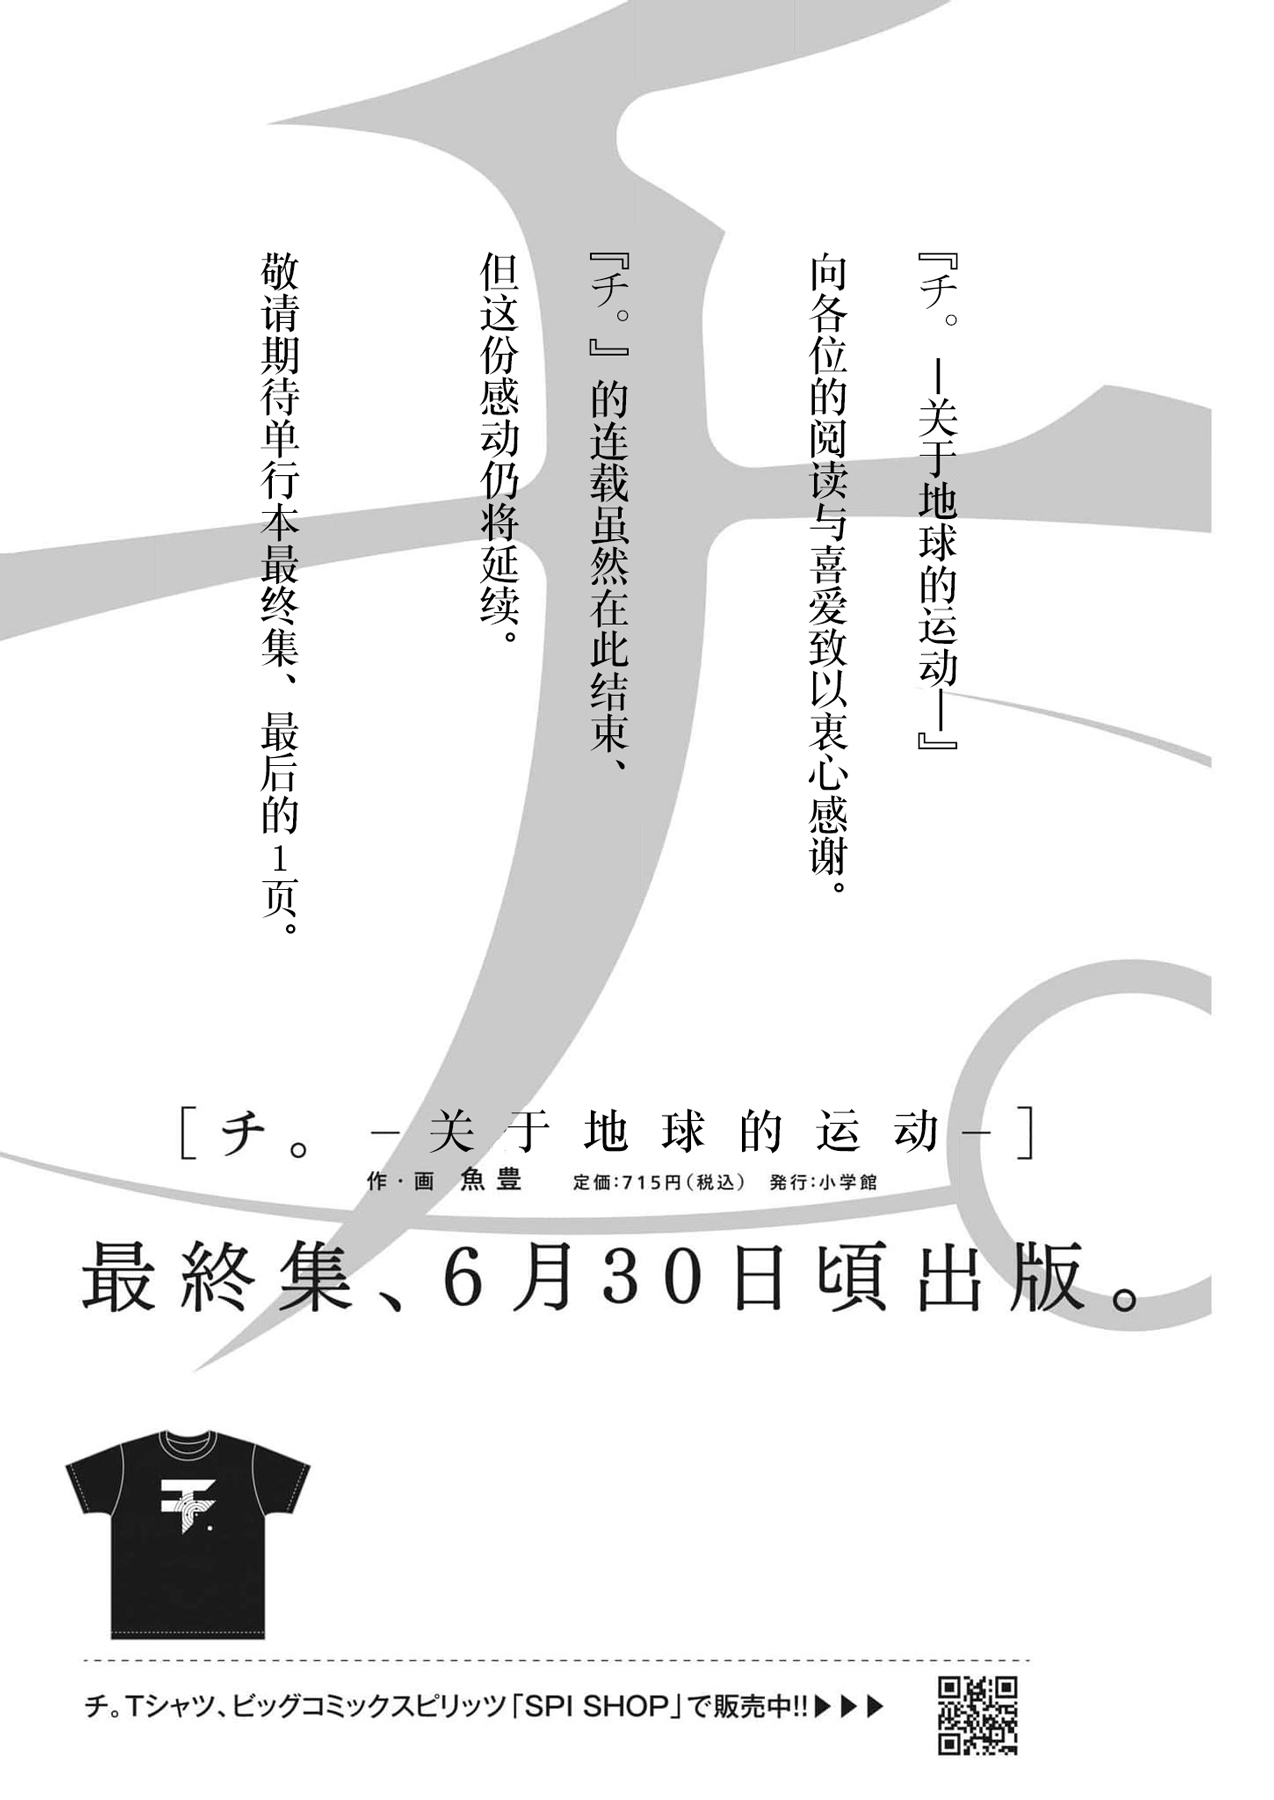 『チ。 ―关于地球的运动―』
向各位的阅读与喜爱致以衷心感谢。
『チ。』的连载虽然在此结束、
但这份感动仍将延续。
敬请期待单行本最终集、最后的1页。
［チ。―关于地球的运动―］
作・画 魚豊 定価:715円(税込) 発行:小学館
最終集、6月30日頃出版。
チ。
チ。Tシャツ、ビッグコミックスピリッツ「SPI SHOP」で販売中!!▶▶▶